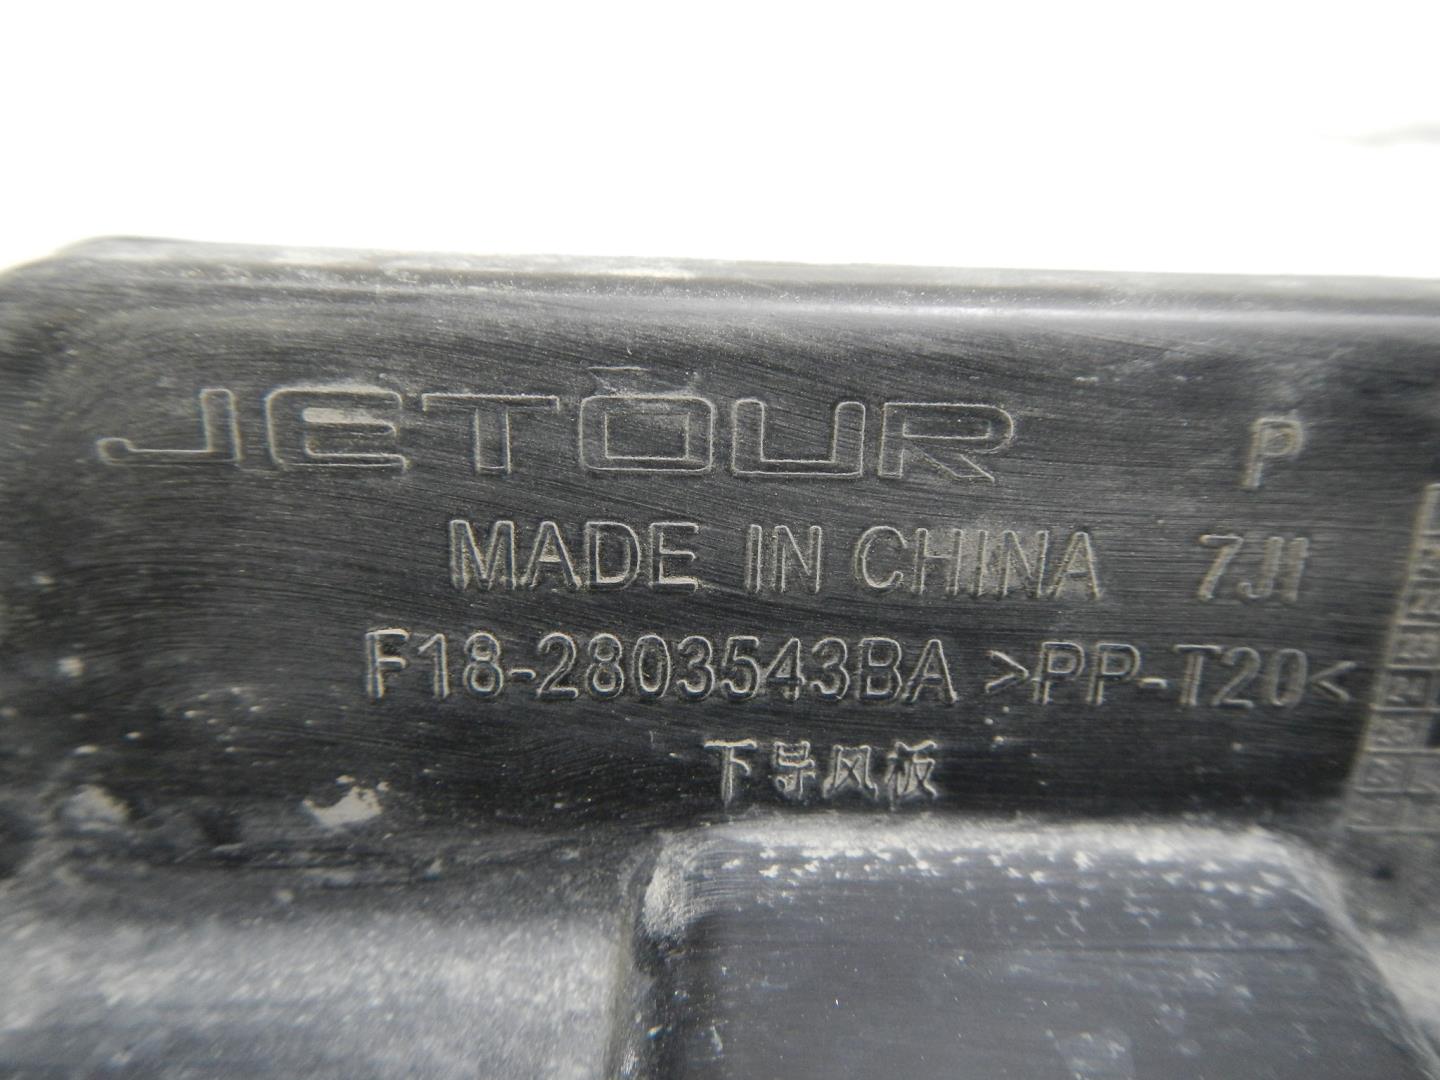 JETOUR P
MADE IN CHINA 7J1
F18-2803543BA >PP-T20<
下导风板